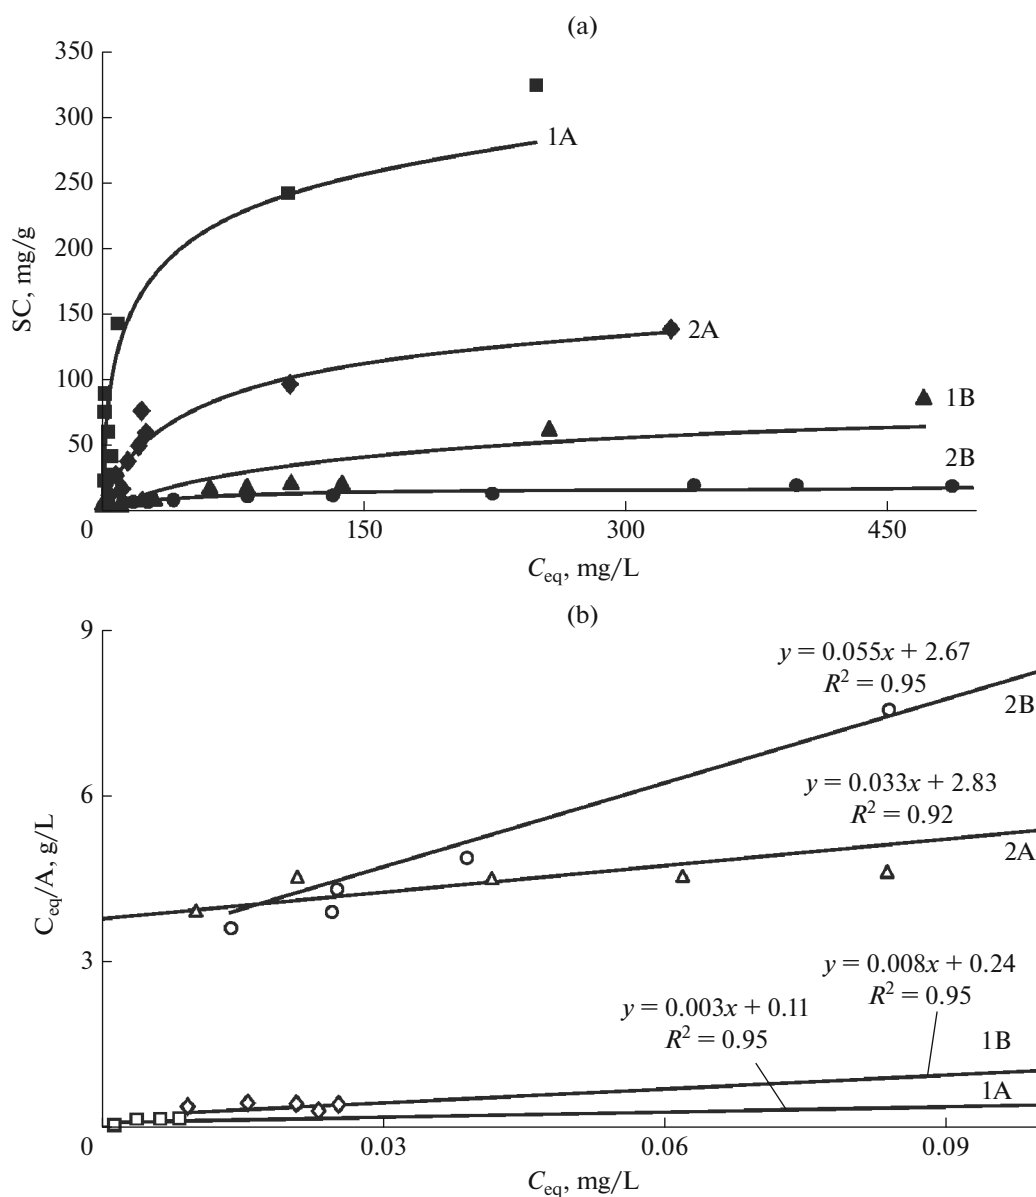 (a)
350
300
250
200
150
100
50
0
150
300
450
SC, mg/g
1A
2A
1B
2B
C_eq, mg/L
(b)
9
6
3
0
0.03
0.06
0.09
C_eq/A, g/L
y = 0.055x + 2.67
R² = 0.95
2B
y = 0.033x + 2.83
R² = 0.92
2A
y = 0.008x + 0.24
R² = 0.95
y = 0.003x + 0.11
R² = 0.95
1B
1A
C_eq, mg/L